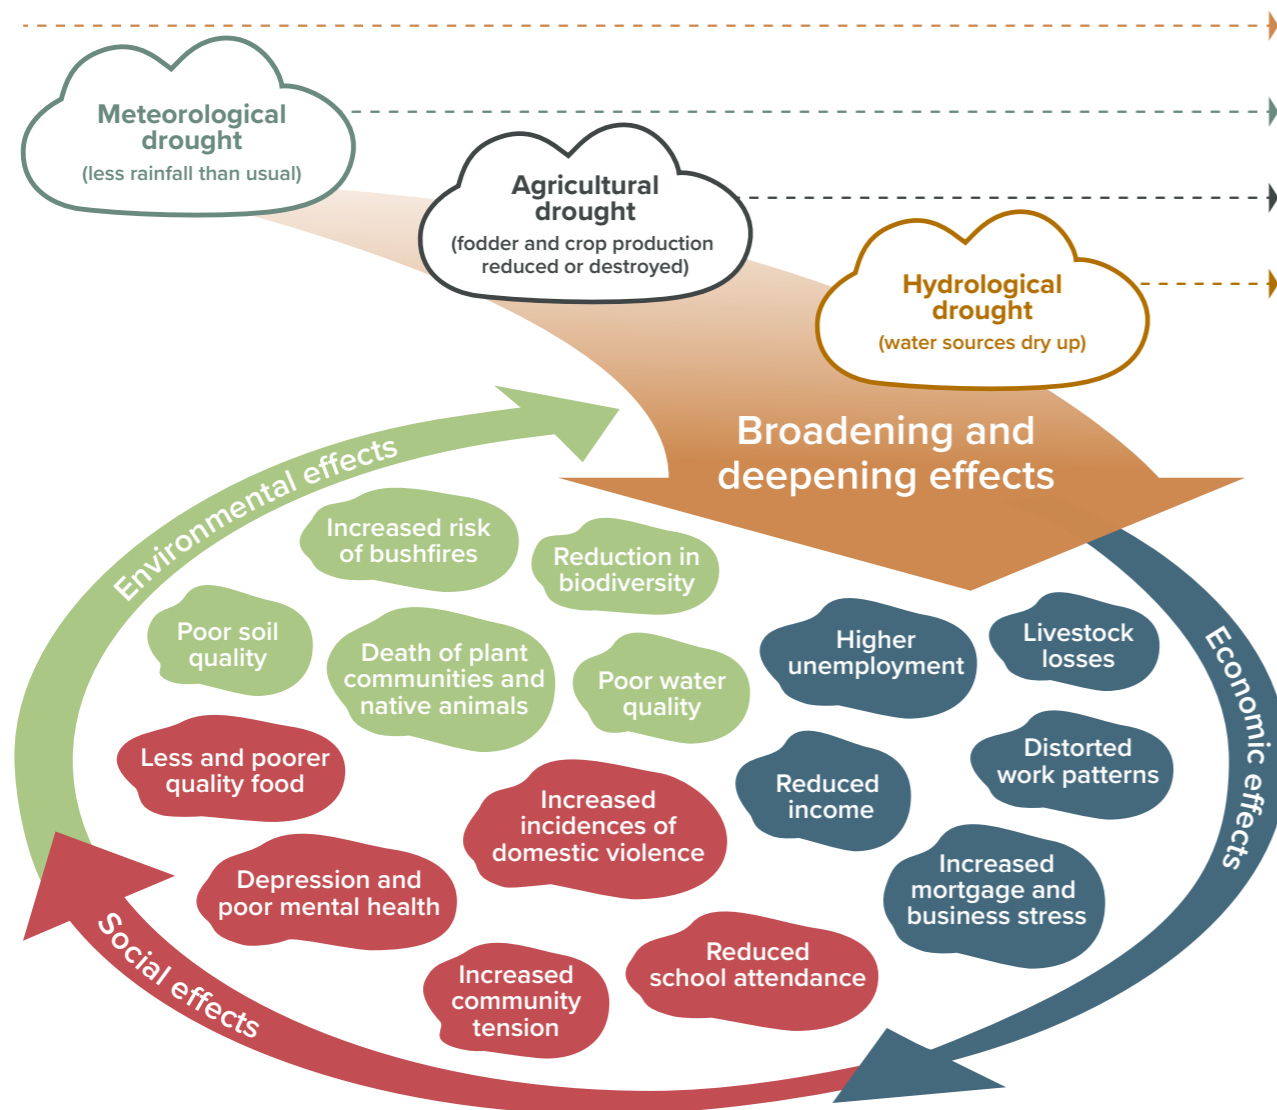 Meteorological
drought
(less rainfall than usual)
Agricultural
drought
(fodder and crop production
reduced or destroyed)
Hydrological
drought
(water sources dry up)
Broadening and
deepening effects
Environmental effects
Increased risk
of bushfires
Reduction in
biodiversity
Poor soil
quality
Death of plant
communities and
native animals
Poor water
quality
Economic effects
Higher
unemployment
Livestock
losses
Reduced
income
Distorted
work patterns
Increased
mortgage and
business stress
Social effects
Less and poorer
quality food
Increased
incidences of
domestic violence
Depression and
poor mental health
Increased
community
tension
Reduced
school attendance